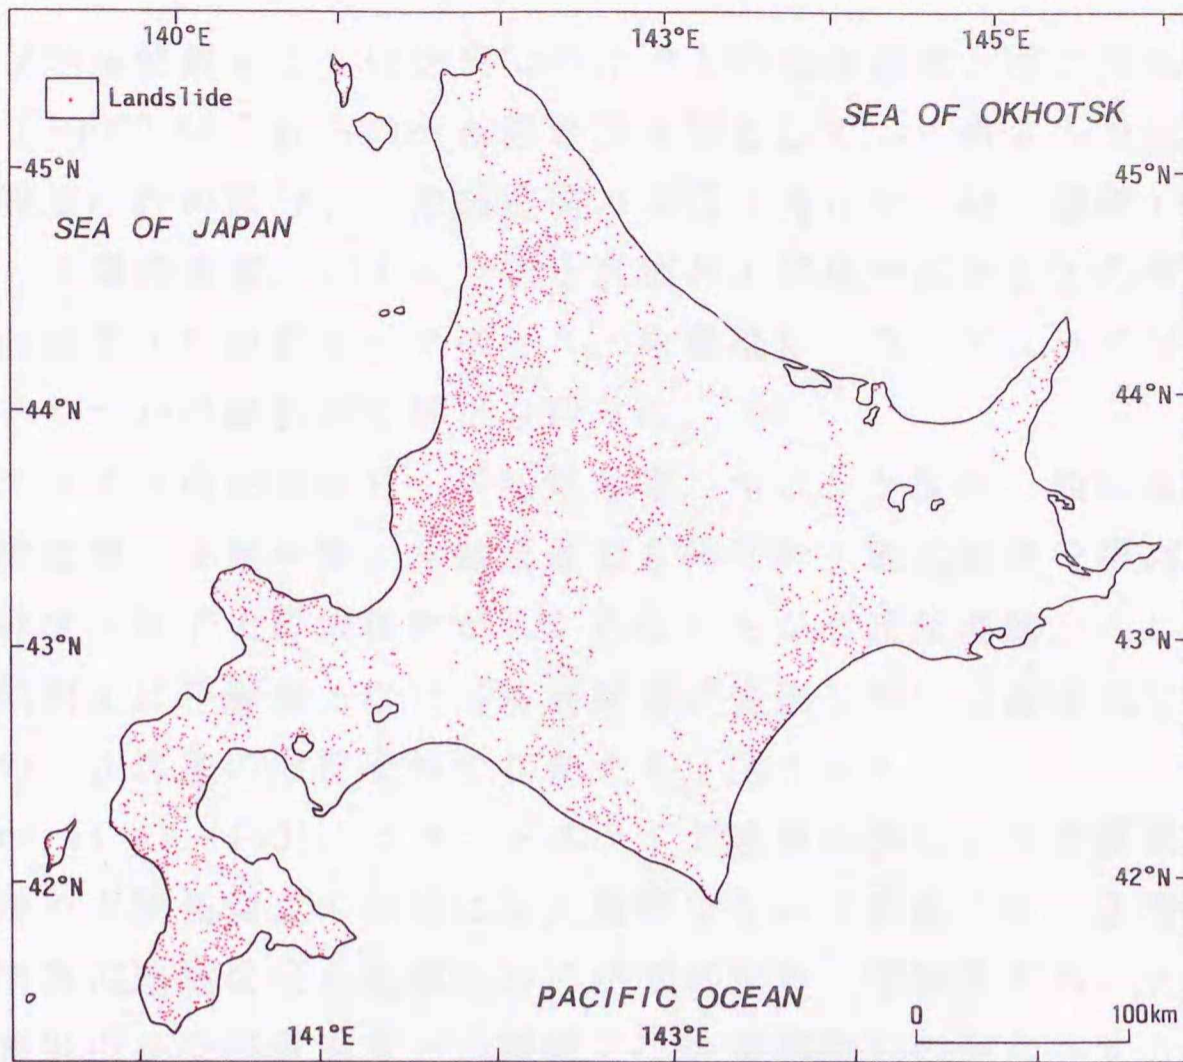 140°E 143°E 145°E
Landslide
SEA OF OKHOTSK
45°N 45°N
SEA OF JAPAN
44°N 44°N
43°N 43°N
42°N 42°N
PACIFIC OCEAN
0 100km
141°E 143°E